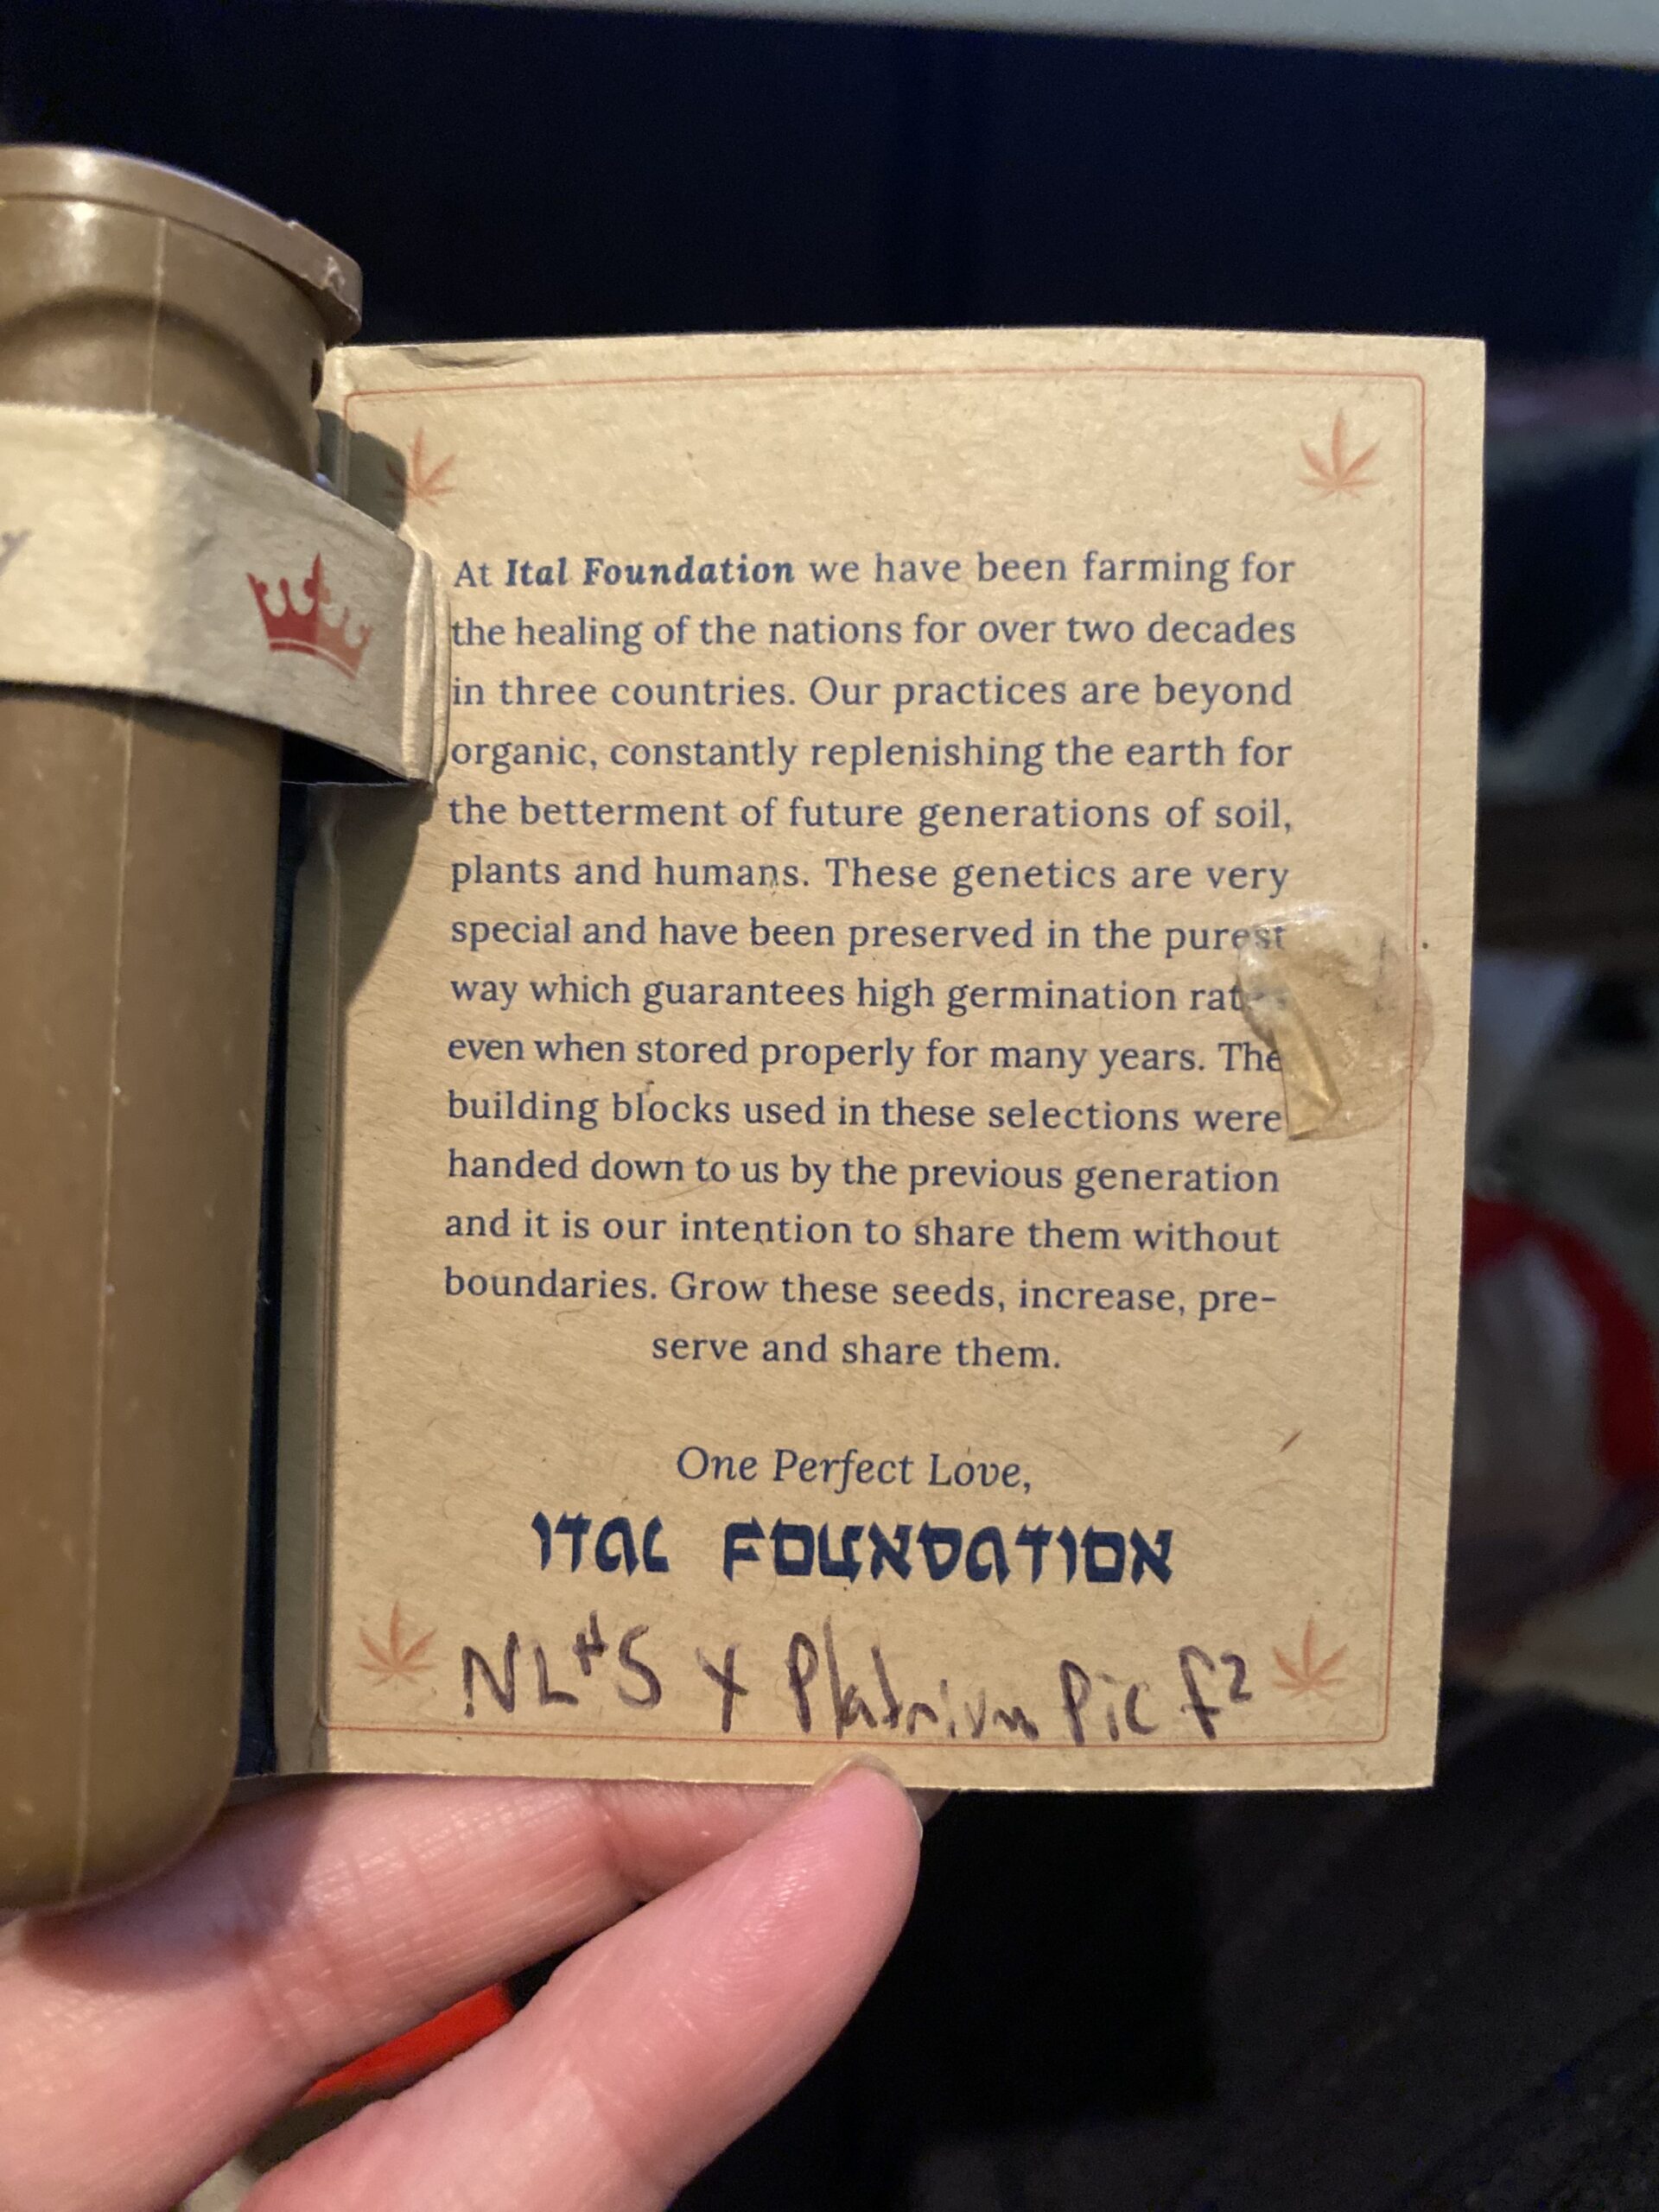 At Ital Foundation we have been farming for
the healing of the nations for over two decades
in three countries. Our practices are beyond
organic, constantly replenishing the earth for
the betterment of future generations of soil,
plants and humans. These genetics are very
special and have been preserved in the purest
way which guarantees high germination
even when stored properly for many years. The
building blocks used in these selections were
handed down to us by the previous generation
and it is our intention to share them without
boundaries. Grow these seeds, increase, pre-
serve and share them.
One Perfect Love,
ITAL FOUNDATION
NL#5 X Platnium Pic f2